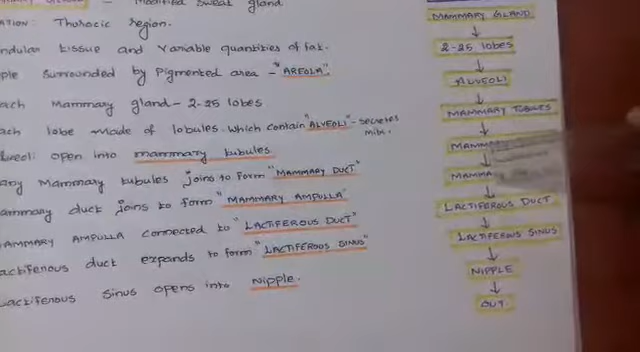 - Modified Sweat gland
ATION: Thoracic region.
ndular tissue and Variable quantities of fat.
ple Surrounded by Pigmented area - "AREOLA".
ach Mammary gland - 2-25 lobes
ach lobe made of lobules which contain "ALVEOLI" - secretes milk.
lveoli open into mammary tubules
any Mammary tubules joins to form "MAMMARY DUCT"
ammary duct joins to form "MAMMARY AMPULLA"
AMMARY AMPULLA connected to "LACTIFEROUS DUCT"
actiferous duct expands to form "LACTIFEROUS SINUS"
actiferous Sinus opens into Nipple.
MAMMARY GLAND
↓
2-25 lobes
↓
ALVEOLI
↓
MAMMARY TUBULES
↓
MAMMA
↓
MAMMA
↓
LACTIFEROUS DUCT
↓
LACTIFEROUS SINUS
↓
NIPPLE
↓
OUT.